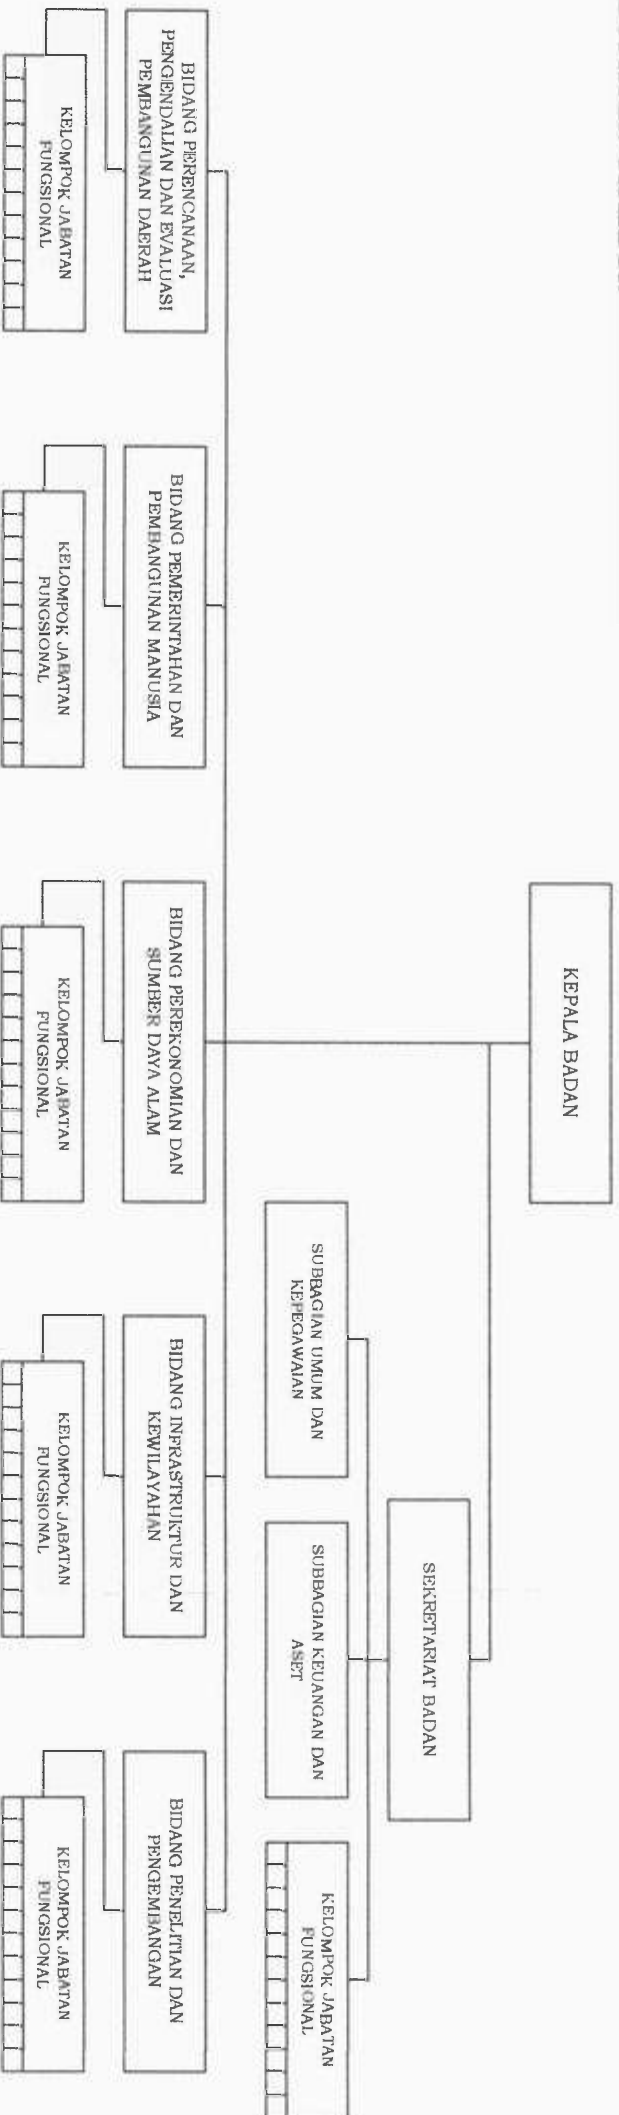 KEPALA BADAN
SEKRETARIAT BADAN
SUBBAGIAN UMUM DAN
KEPEGAWAIAN
SUBBAGIAN KEUANGAN DAN
ASET
KELOMPOK JABATAN
FUNGSIONAL
BIDANG PERENCANAAN,
PENGENDALIAN DAN EVALUASI
PEMBANGUNAN DAERAH
BIDANG PEMERINTAHAN DAN
PEMBANGUNAN MANUSIA
BIDANG PEREKONOMIAN DAN
SUMBER DAYA ALAM
BIDANG INFRASTRUKTUR DAN
KEWILAYAHAN
BIDANG PENELITIAN DAN
PENGEMBANGAN
KELOMPOK JABATAN
FUNGSIONAL
KELOMPOK JABATAN
FUNGSIONAL
KELOMPOK JABATAN
FUNGSIONAL
KELOMPOK JABATAN
FUNGSIONAL
KELOMPOK JABATAN
FUNGSIONAL